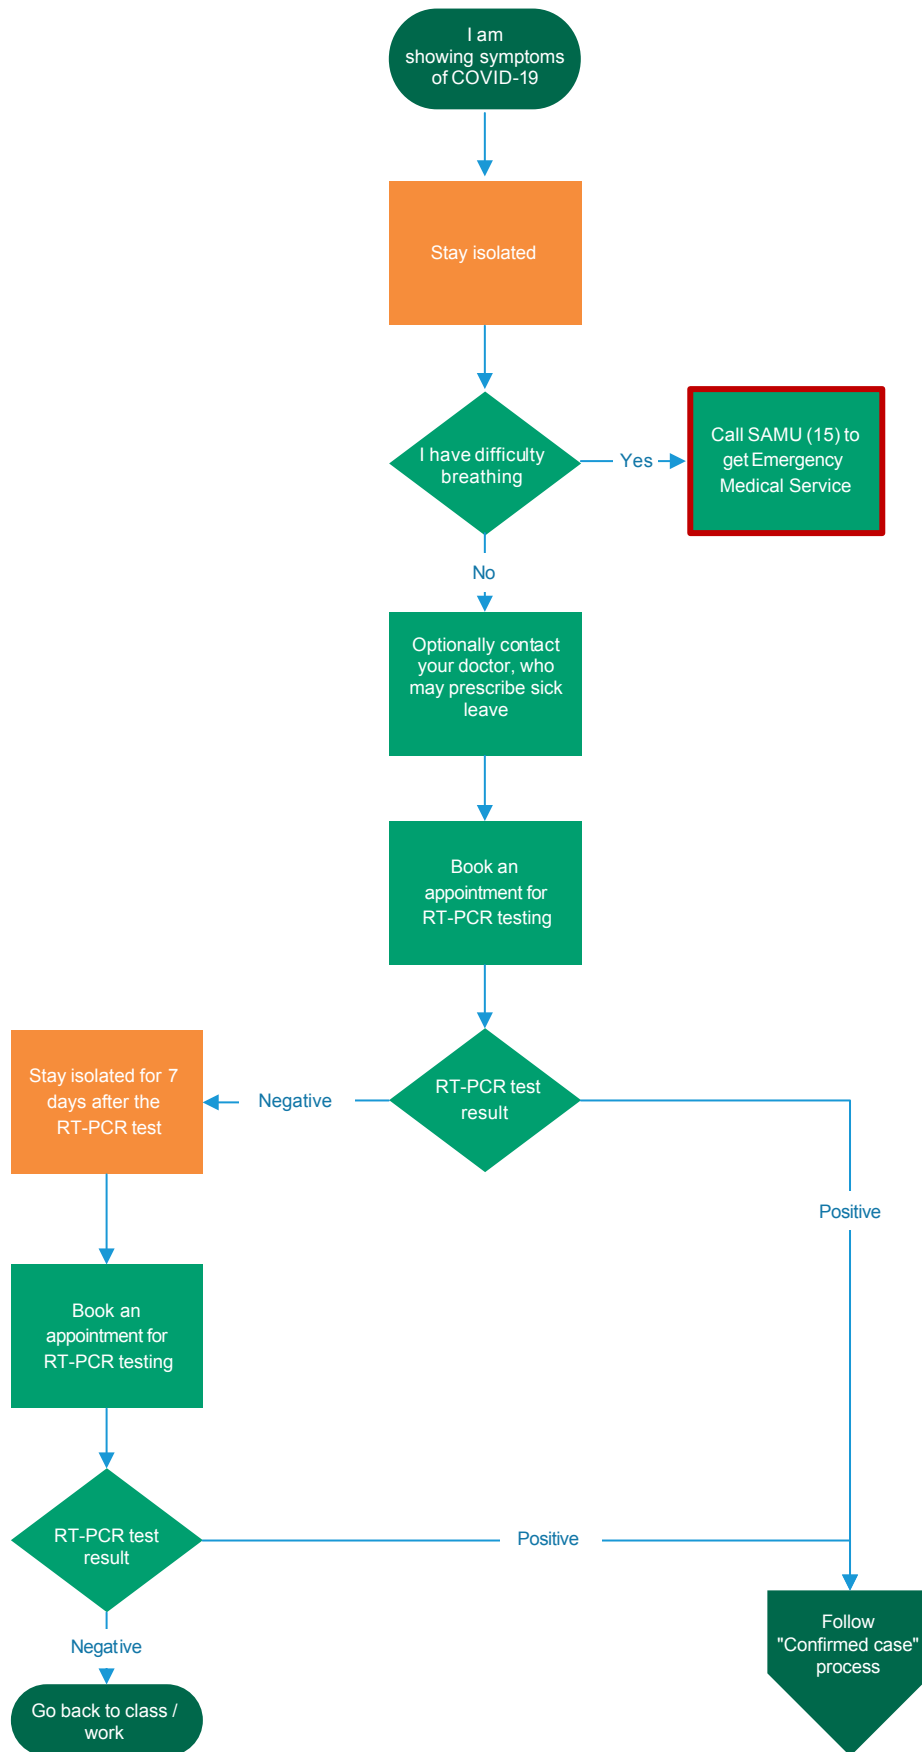 I am
showing symptoms
of COVID-19
Stay isolated
I have difficulty
breathing
Yes
Call SAMU (15) to
get Emergency
Medical Service
No
Optionally contact
your doctor, who
may prescribe sick
leave
Book an
appointment for
RT-PCR testing
RT-PCR test
result
Negative
Stay isolated for 7
days after the
RT-PCR test
Positive
Book an
appointment for
RT-PCR testing
RT-PCR test
result
Positive
Negative
Go back to class /
work
Follow
"Confirmed case"
process